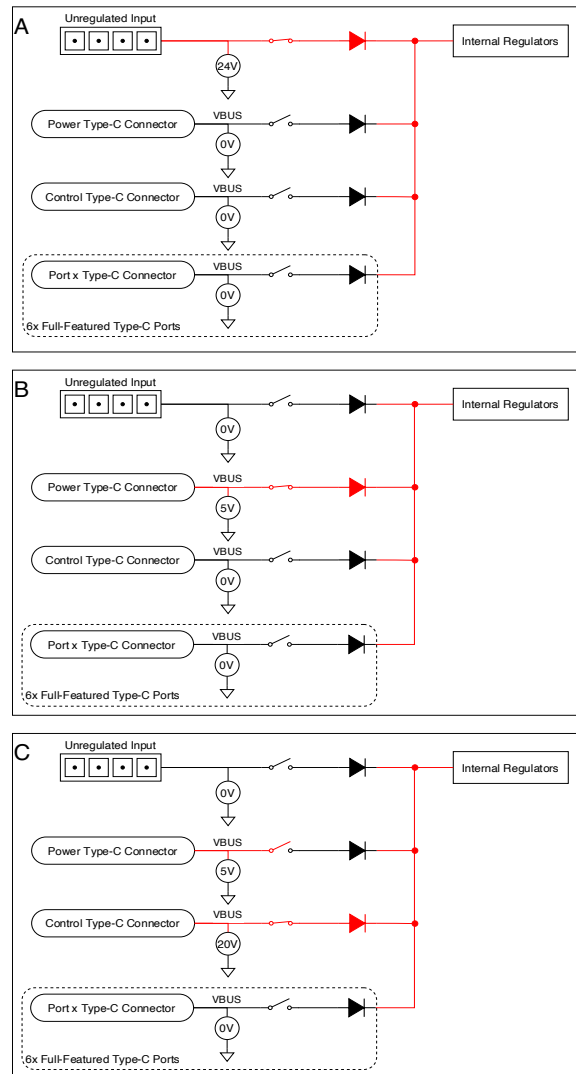 A
Unregulated Input
Internal Regulators
24V
Power Type-C Connector
VBUS
0V
Control Type-C Connector
VBUS
0V
Port x Type-C Connector
VBUS
0V
6x Full-Featured Type-C Ports
B
Unregulated Input
Internal Regulators
0V
Power Type-C Connector
VBUS
5V
Control Type-C Connector
VBUS
0V
Port x Type-C Connector
VBUS
0V
6x Full-Featured Type-C Ports
C
Unregulated Input
Internal Regulators
0V
Power Type-C Connector
VBUS
5V
Control Type-C Connector
VBUS
20V
Port x Type-C Connector
VBUS
0V
6x Full-Featured Type-C Ports